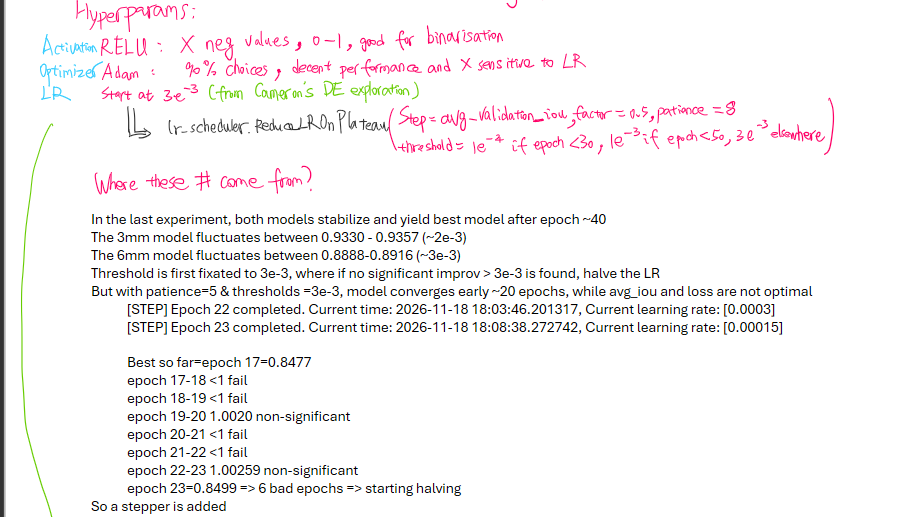 Hyperparams:
Activation RELU : X neg values, 0-1, good for binarisation
Optimizer Adam : % % choices, decent performance and X sensitive to LR
LR Start at 3e^-3 (from Cameron's DE exploration)
lr_scheduler.ReduceLROnPlateau(Step=avg_validation_iou, factor=0.5, patience=8
threshold= 1e^-4 if epoch <30, 1e^-3 if epoch<50, 3e^-3 elsewhere)
Where these # come from?
In the last experiment, both models stabilize and yield best model after epoch ~40
The 3mm model fluctuates between 0.9330 - 0.9357 (~2e-3)
The 6mm model fluctuates between 0.8888-0.8916 (~3e-3)
Threshold is first fixated to 3e-3, where if no significant improv > 3e-3 is found, halve the LR
But with patience=5 & thresholds =3e-3, model converges early ~20 epochs, while avg_iou and loss are not optimal
[STEP] Epoch 22 completed. Current time: 2026-11-18 18:03:46.201317, Current learning rate: [0.0003]
[STEP] Epoch 23 completed. Current time: 2026-11-18 18:08:38.272742, Current learning rate: [0.00015]
Best so far=epoch 17=0.8477
epoch 17-18 <1 fail
epoch 18-19 <1 fail
epoch 19-20 1.0020 non-significant
epoch 20-21 <1 fail
epoch 21-22 <1 fail
epoch 22-23 1.00259 non-significant
epoch 23=0.8499 => 6 bad epochs => starting halving
So a stepper is added